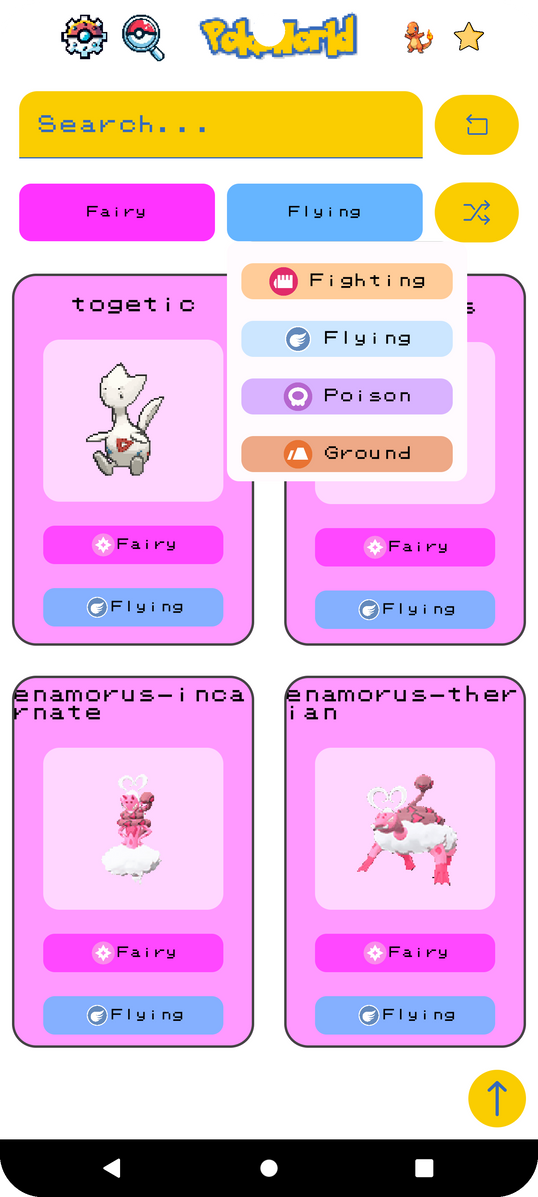 PokeWorld
Search...
Fairy
Flying
Fighting
Flying
Poison
Ground
togetic
s
Fairy
Flying
Fairy
Flying
enamorus-inca
rnate
enamorus-ther
ian
Fairy
Flying
Fairy
Flying